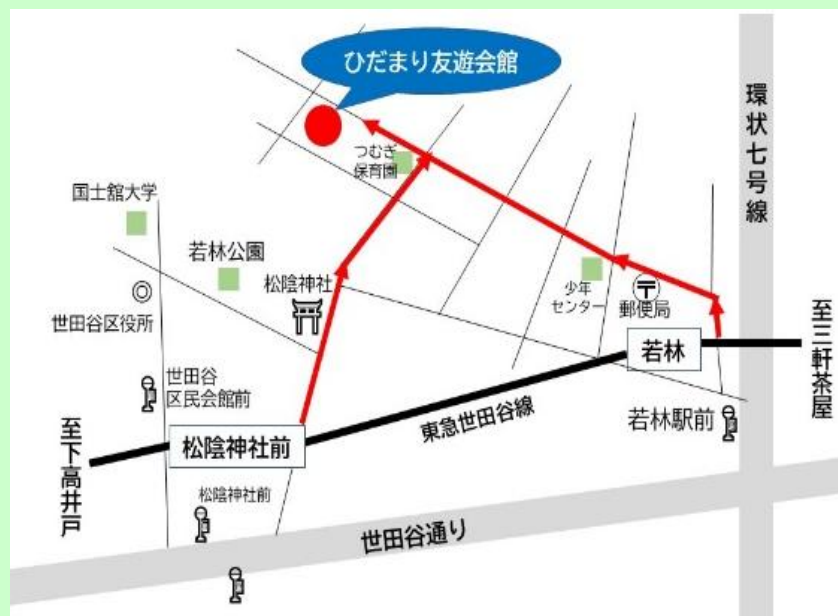 ひだまり友遊会館
環状七号線
つむぎ
保育園
国士舘大学
若林公園
松陰神社
少年
センター
郵便局
世田谷区役所
至三軒茶屋
若林
世田谷
区民会館前
東急世田谷線
若林駅前
至下高井戸
松陰神社前
松陰神社前
世田谷通り